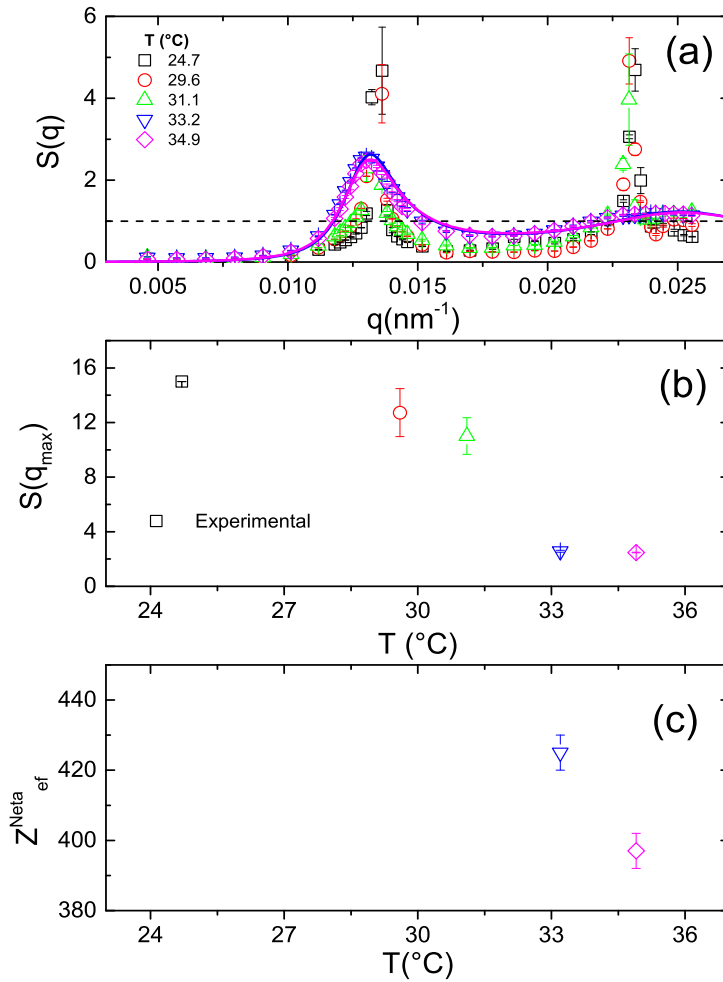 6
4
2
0
S(q)
T (°C)
24.7
29.6
31.1
33.2
34.9
(a)
0.005 0.010 0.015 0.020 0.025
q(nm⁻¹)
16
12
8
4
0
S(q_max)
(b)
Experimental
24 27 30 33 36
T (°C)
440
420
400
380
Z^Neta_ef
(c)
24 27 30 33 36
T(°C)